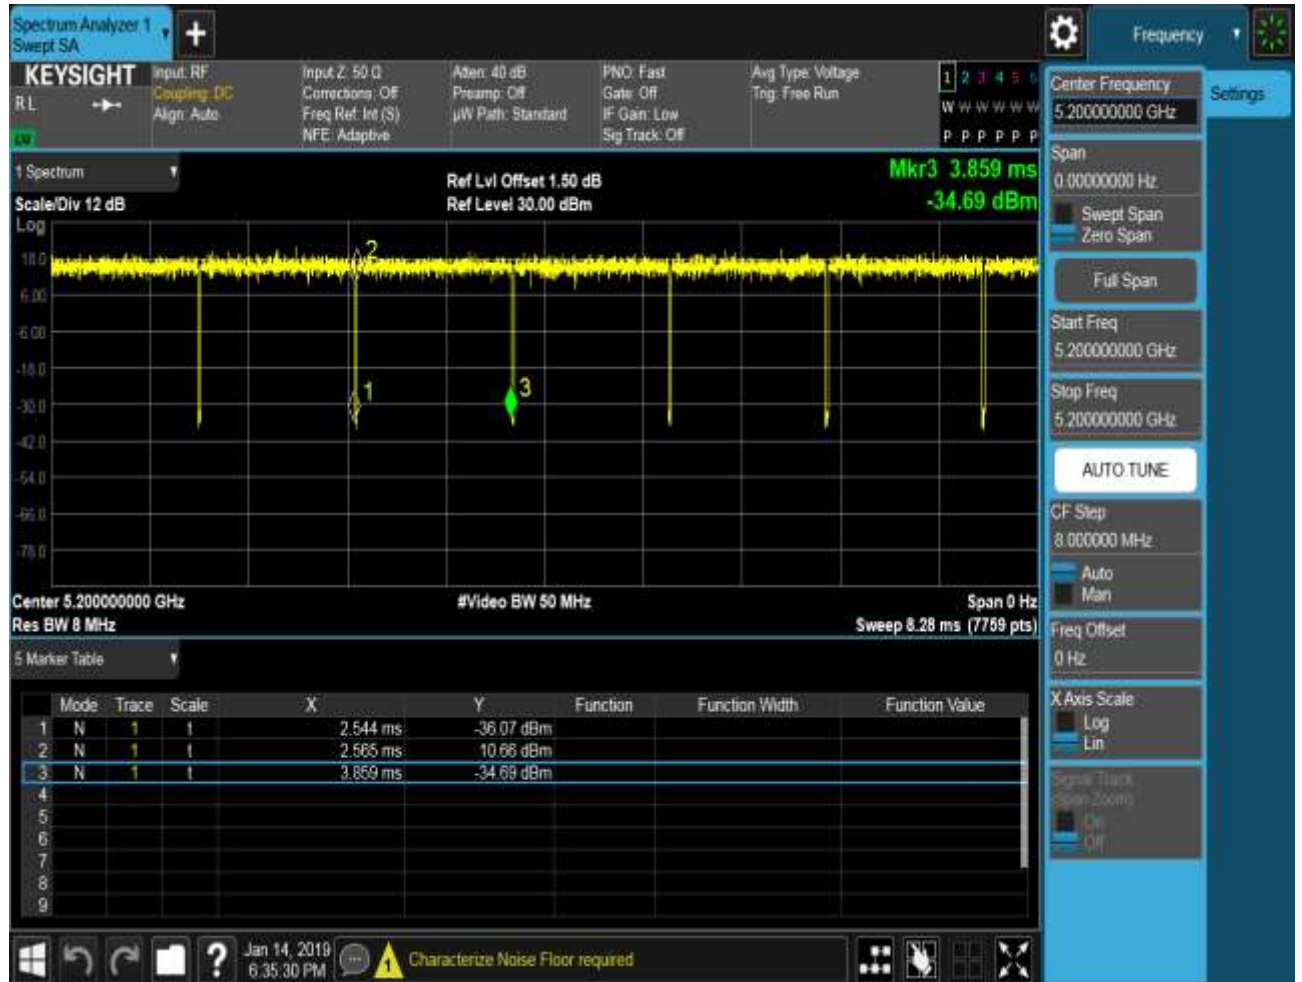 Spectrum Analyzer 1
Swept SA
+
Frequency
KEYSIGHT
RL
Input: RF
Coupling: DC
Align: Auto
Input Z: 50 Ω
Corrections: Off
Freq Ref: Int (S)
NFE: Adaptive
Atten: 40 dB
Preamp: Off
µW Path: Standard
PNO: Fast
Gate: Off
IF Gain: Low
Sig Track: Off
Avg Type: Voltage
Trig: Free Run
1 2 3 4 5 6
W W W W W W
P P P P P P
1 Spectrum
Scale/Div 12 dB
Log
Ref Lvl Offset 1.50 dB
Ref Level 30.00 dBm
Mkr3 3.859 ms
-34.69 dBm
18.0
6.00
-6.00
-18.0
-30.0
-42.0
-54.0
-66.0
-78.0
2
1
3
Center 5.200000000 GHz
#Video BW 50 MHz
Span 0 Hz
Res BW 8 MHz
Sweep 8.28 ms (7759 pts)
5 Marker Table
Mode Trace Scale X Y Function Function Width Function Value
1 N 1 t 2.544 ms -36.07 dBm
2 N 1 t 2.565 ms 10.66 dBm
3 N 1 t 3.859 ms -34.69 dBm
4
5
6
7
8
9
Jan 14, 2019
6:35:30 PM
Characterize Noise Floor required
Center Frequency
5.200000000 GHz
Span
0.00000000 Hz
Swept Span
Zero Span
Full Span
Start Freq
5.200000000 GHz
Stop Freq
5.200000000 GHz
AUTO TUNE
CF Step
8.000000 MHz
Auto
Man
Freq Offset
0 Hz
X Axis Scale
Log
Lin
Signal Track
(Span Zoom)
On
Off
Settings